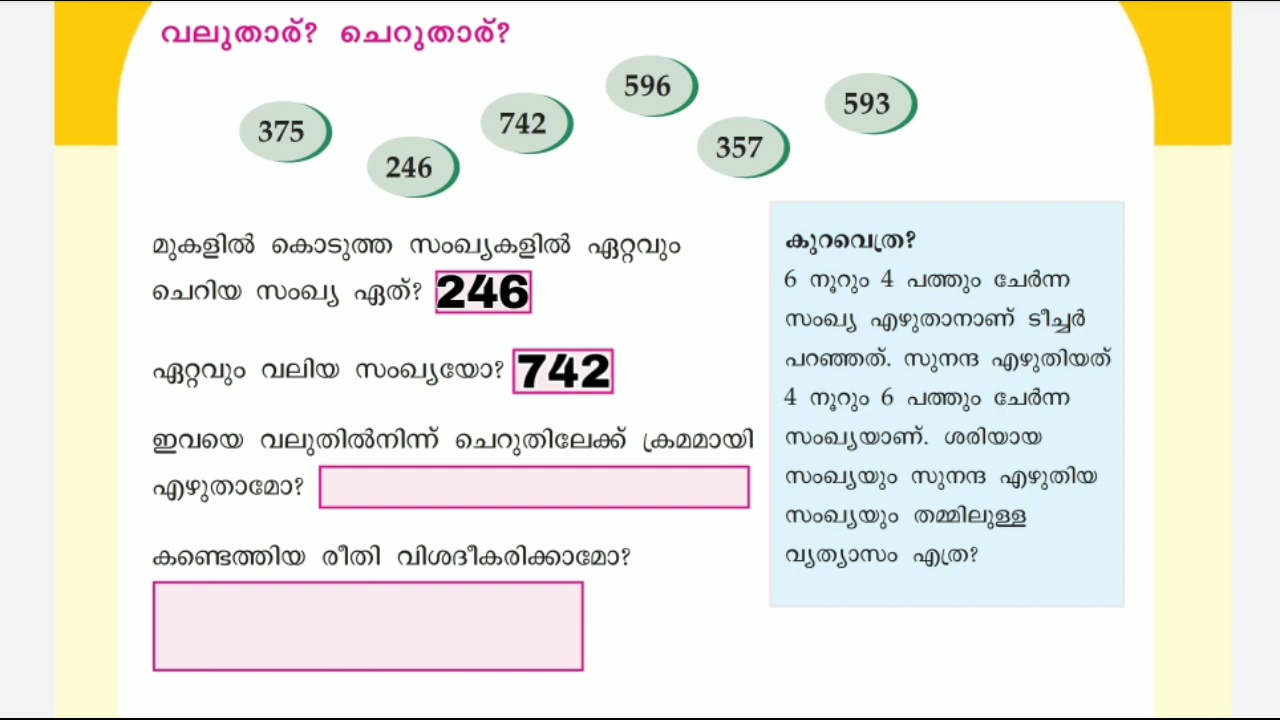 വലുതാര്? ചെറുതാര്?
375
246
742
596
357
593
മുകളിൽ കൊടുത്ത സംഖ്യകളിൽ ഏറ്റവും
ചെറിയ സംഖ്യ ഏത്? 246
ഏറ്റവും വലിയ സംഖ്യയോ? 742
ഇവയെ വലുതിൽനിന്ന് ചെറുതിലേക്ക് ക്രമമായി
എഴുതാമോ?
കണ്ടെത്തിയ രീതി വിശദീകരിക്കാമോ?
കുറവെത്ര?
6 നൂറും 4 പത്തും ചേർന്ന
സംഖ്യ എഴുതാനാണ് ടീച്ചർ
പറഞ്ഞത്. സുനന്ദ എഴുതിയത്
4 നൂറും 6 പത്തും ചേർന്ന
സംഖ്യയാണ്. ശരിയായ
സംഖ്യയും സുനന്ദ എഴുതിയ
സംഖ്യയും തമ്മിലുള്ള
വ്യത്യാസം എത്ര?